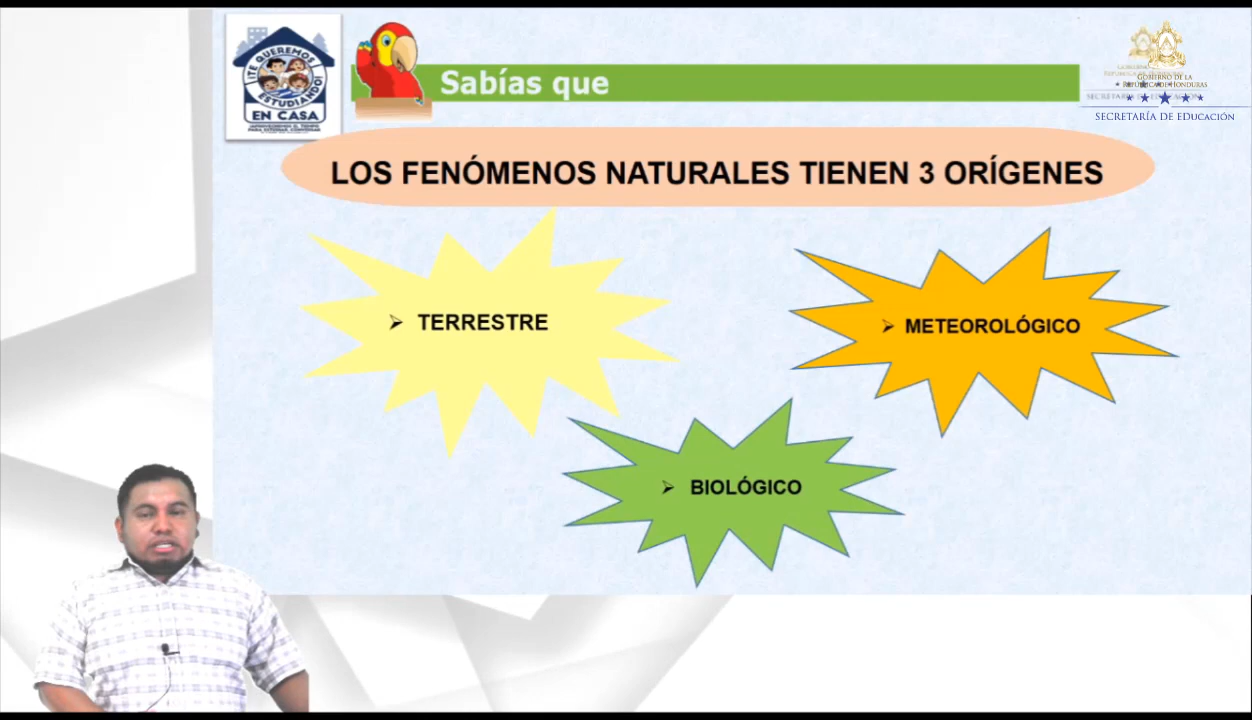 ¡TE QUEREMOS
ESTUDIANDO!
EN CASA
Sabías que
GOBIERNO DE LA
REPÚBLICA DE HONDURAS
SECRETARÍA DE EDUCACIÓN
LOS FENÓMENOS NATURALES TIENEN 3 ORÍGENES
➢ TERRESTRE
➢ METEOROLÓGICO
➢ BIOLÓGICO